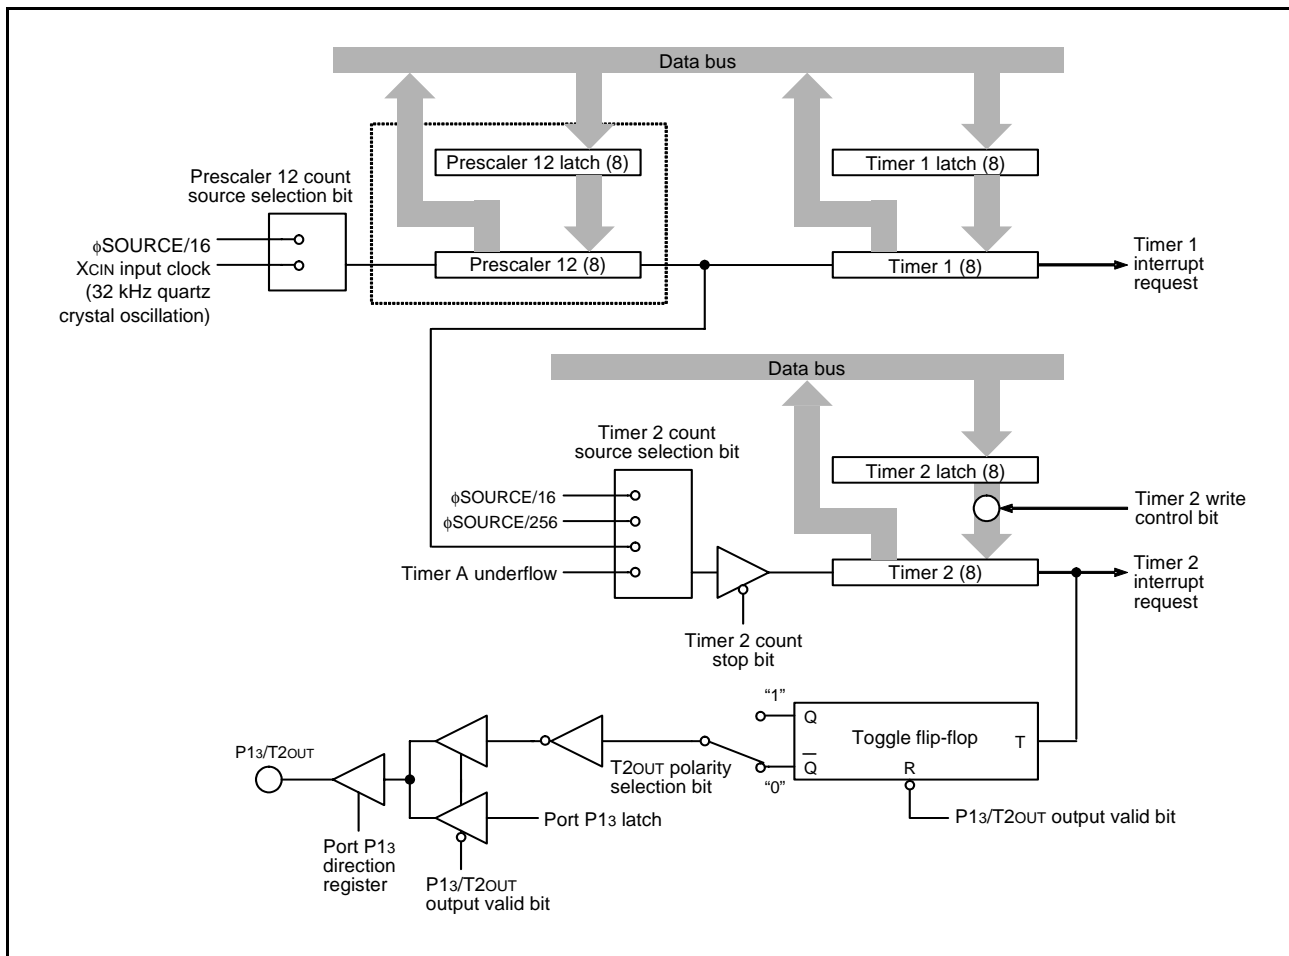 Data bus
Prescaler 12 latch (8)
Timer 1 latch (8)
Prescaler 12 count
source selection bit
φSOURCE/16
XCIN input clock
(32 kHz quartz
crystal oscillation)
Prescaler 12 (8)
Timer 1 (8)
Timer 1
interrupt
request
Data bus
Timer 2 count
source selection bit
Timer 2 latch (8)
φSOURCE/16
φSOURCE/256
Timer A underflow
Timer 2 write
control bit
Timer 2 (8)
Timer 2
interrupt
request
Timer 2 count
stop bit
“1”
Q
Toggle flip-flop
T
Q̅
R
“0”
T2OUT polarity
selection bit
P13/T2OUT
Port P13 latch
P13/T2OUT output valid bit
Port P13
direction
register
P13/T2OUT
output valid bit